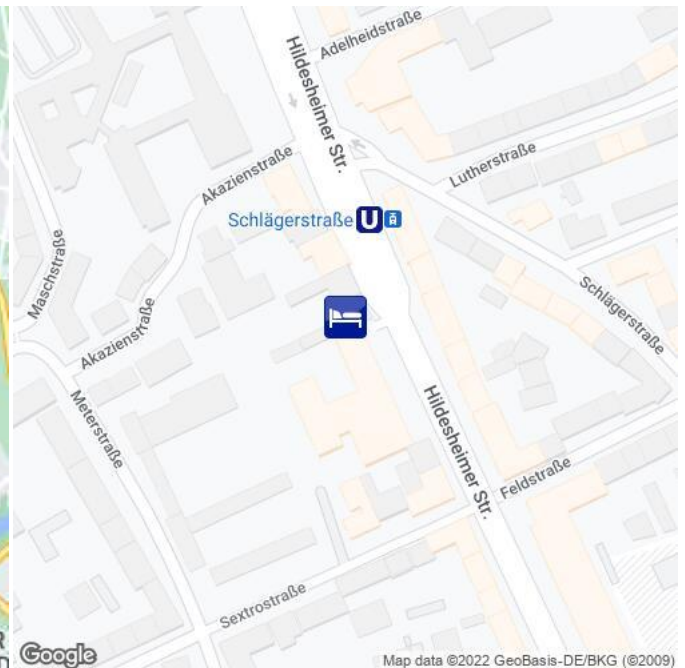 Adelheidstraße
Hildesheimer Str.
Akazienstraße
Lutherstraße
Schlägerstraße U
Maschstraße
Schlägerstraße
Akazienstraße
Meterstraße
Hildesheimer Str.
Feldstraße
Sextrostraße
Google
Map data ©2022 GeoBasis-DE/BKG (©2009)